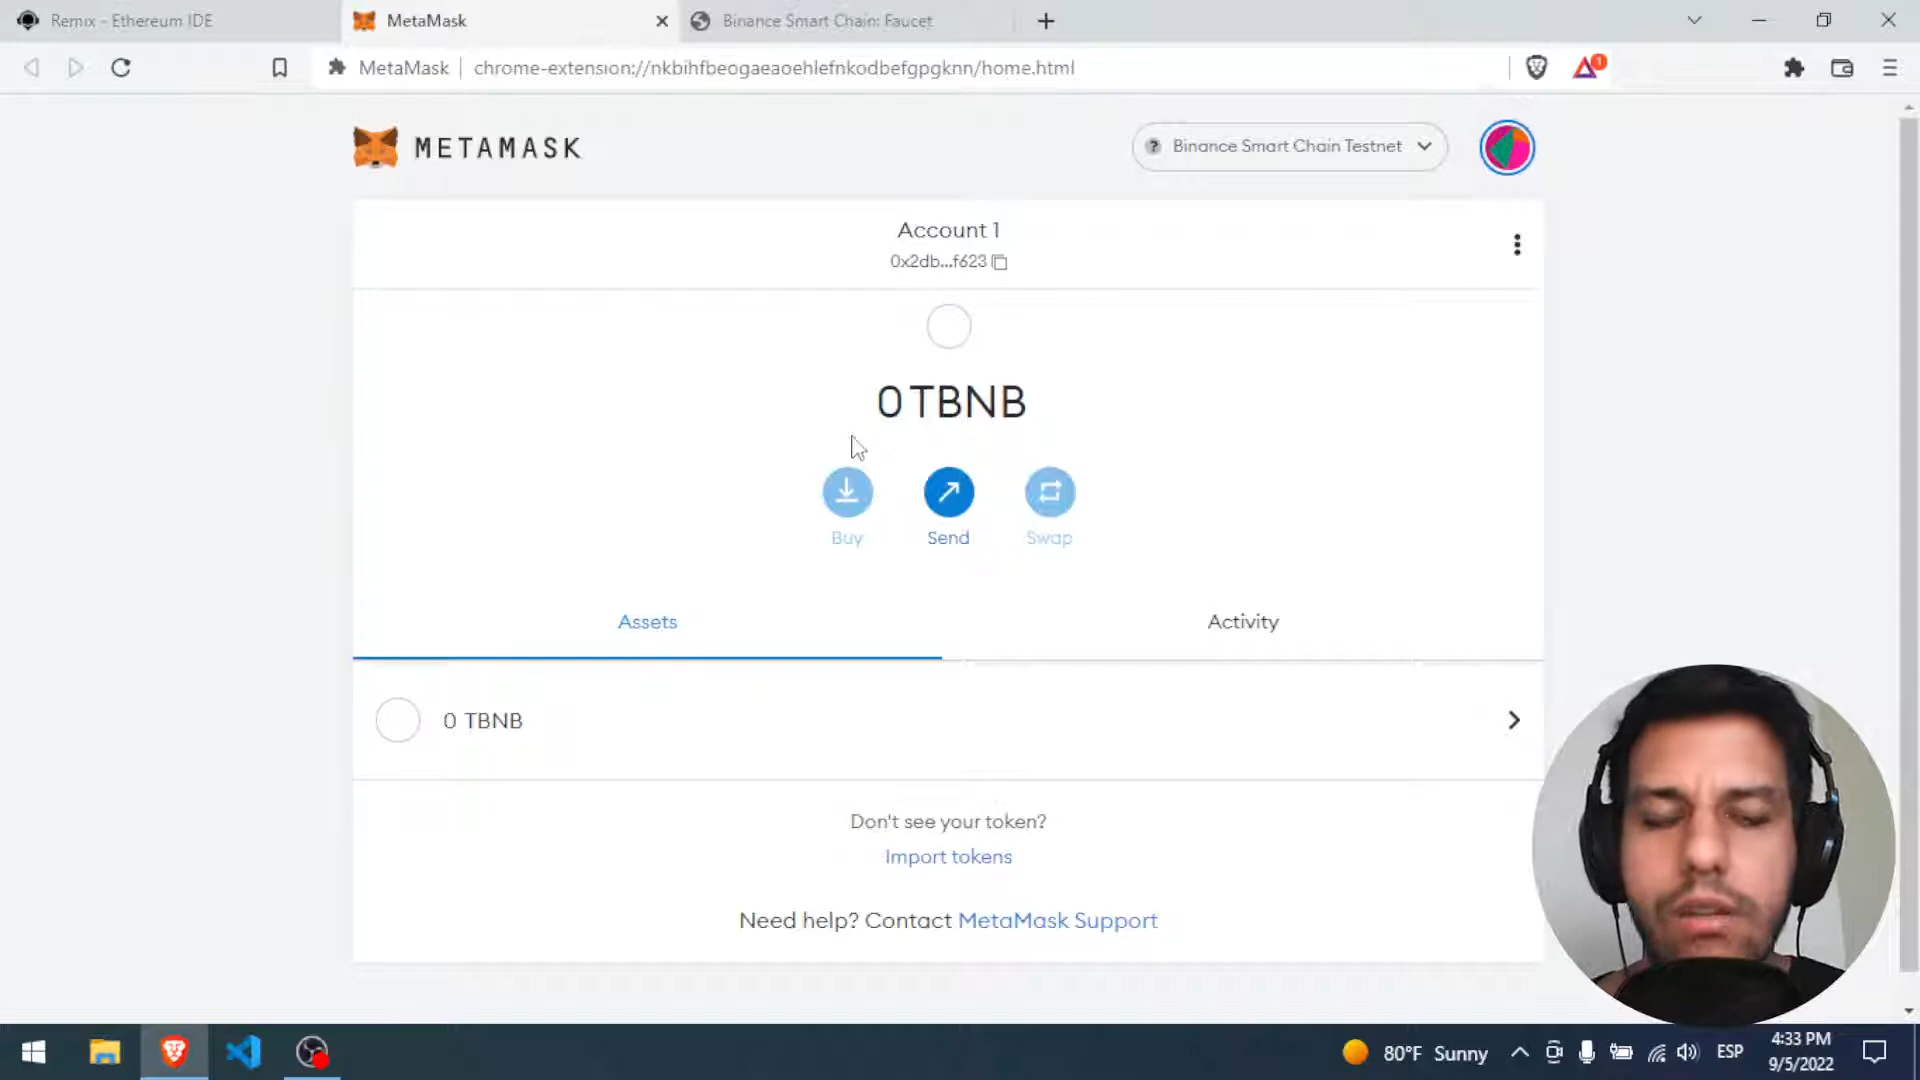 Remix - Ethereum IDE
MetaMask
Binance Smart Chain: Faucet
MetaMask
chrome-extension://nkbihfbeogaeaoehlefnkodbefgpgknn/home.html
1
METAMASK
? Binance Smart Chain Testnet
Account 1
0x2db...f623
0 TBNB
Buy
Send
Swap
Assets
Activity
0 TBNB
Don't see your token?
Import tokens
Need help? Contact MetaMask Support
80°F Sunny
ESP
4:33 PM
9/5/2022